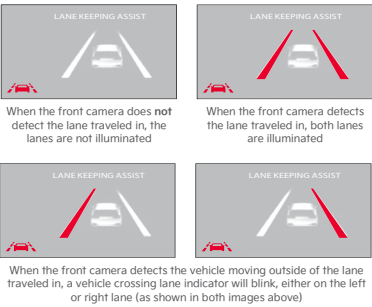 LANE KEEPING ASSIST
LANE KEEPING ASSIST
When the front camera does not
detect the lane traveled in, the
lanes are not illuminated
When the front camera detects
the lane traveled in, both lanes
are illuminated
LANE KEEPING ASSIST
LANE KEEPING ASSIST
When the front camera detects the vehicle moving outside of the lane
traveled in, a vehicle crossing lane indicator will blink, either on the left
or right lane (as shown in both images above)